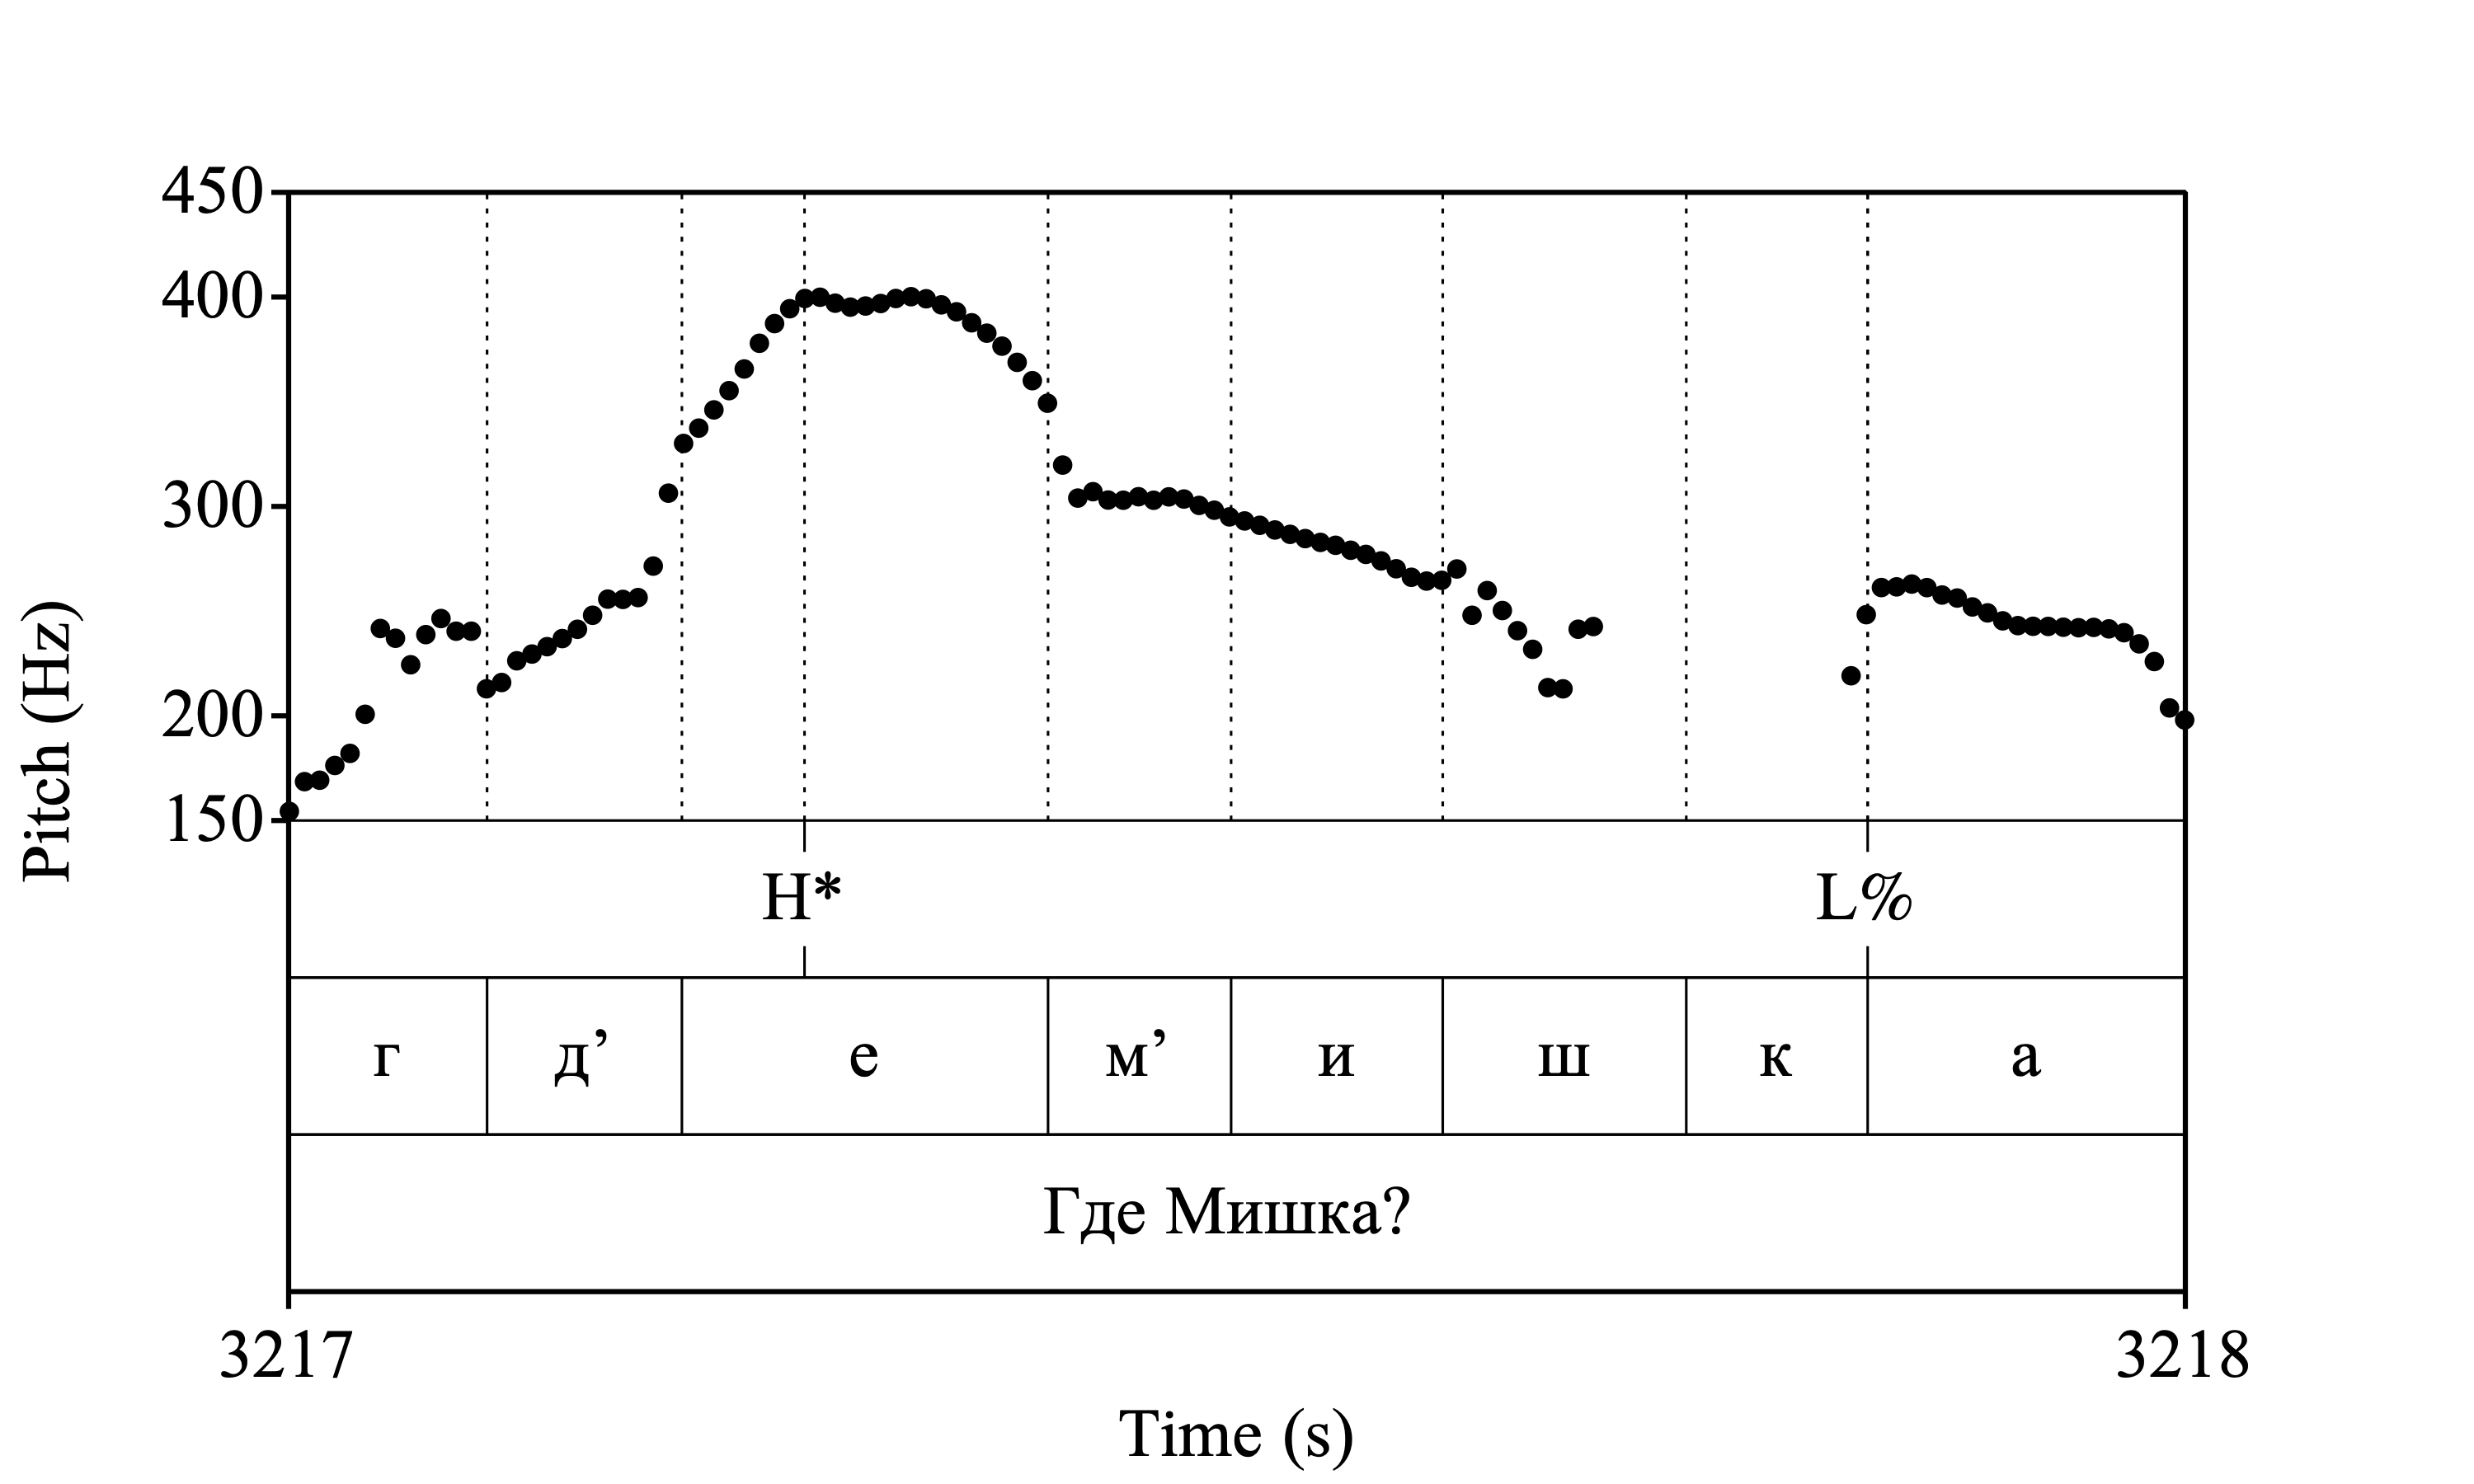 Pitch (Hz)
450
400
300
200
150
H* L%
г д’ е м’ и ш к а
Где Мишка?
3217 3218
Time (s)